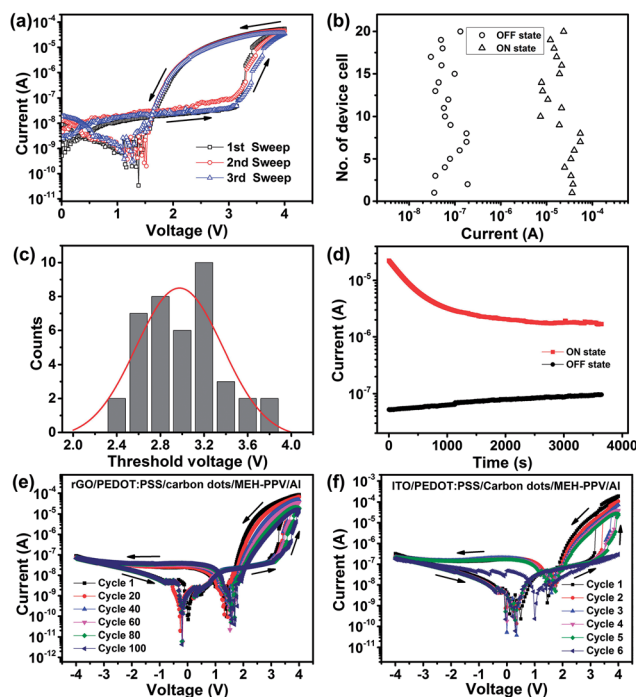 (a)
Current (A)
10⁻⁴
10⁻⁵
10⁻⁶
10⁻⁷
10⁻⁸
10⁻⁹
10⁻¹⁰
10⁻¹¹
1st Sweep
2nd Sweep
3rd Sweep
0 1 2 3 4
Voltage (V)
(b)
No. of device cell
20
15
10
5
0
OFF state
ON state
10⁻⁸ 10⁻⁷ 10⁻⁶ 10⁻⁵ 10⁻⁴
Current (A)
(c)
Counts
10
8
6
4
2
0
2.0 2.4 2.8 3.2 3.6 4.0
Threshold voltage (V)
(d)
Current (A)
10⁻⁵
10⁻⁶
10⁻⁷
ON state
OFF state
0 1000 2000 3000 4000
Time (s)
(e)
rGO/PEDOT:PSS/carbon dots/MEH-PPV/Al
Current (A)
10⁻⁴
10⁻⁵
10⁻⁶
10⁻⁷
10⁻⁸
10⁻⁹
10⁻¹⁰
10⁻¹¹
10⁻¹²
Cycle 1
Cycle 20
Cycle 40
Cycle 60
Cycle 80
Cycle 100
-4 -3 -2 -1 0 1 2 3 4
Voltage (V)
(f)
ITO/PEDOT:PSS/Carbon dots/MEH-PPV/Al
Current (A)
10⁻³
10⁻⁴
10⁻⁵
10⁻⁶
10⁻⁷
10⁻⁸
10⁻⁹
10⁻¹⁰
10⁻¹¹
Cycle 1
Cycle 2
Cycle 3
Cycle 4
Cycle 5
Cycle 6
-4 -3 -2 -1 0 1 2 3 4
Voltage (V)